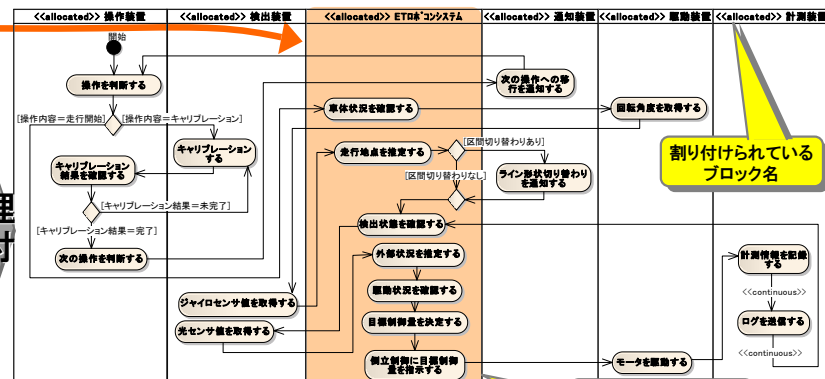 <<allocated>> 操作装置
<<allocated>> 検出装置
<<allocated>> ETロボコンシステム
<<allocated>> 通知装置
<<allocated>> 駆動装置
<<allocated>> 計測装置
開始
操作を判断する
次の操作への移
行を通知する
[操作内容＝走行開始]
[操作内容＝キャリブレーション]
車体状況を確認する
回転角度を取得する
キャリブレーション
する
走行地点を推定する
[区間切り替わりあり]
割り付けられている
ブロック名
キャリブレーション
結果を確認する
[区間切り替わりなし]
ライン形状切り替わり
を通知する
[キャリブレーション結果＝未完了]
検出状態を確認する
[キャリブレーション結果＝完了]
理
付
次の操作を判断する
外部状況を推定する
計測情報を記録
する
駆動状況を確認する
<<continuous>>
ジャイロセンサ値を取得する
光センサ値を取得する
目標制御量を決定する
ログを送信する
<<continuous>>
倒立制御に目標制御
量を指示する
モータを駆動する